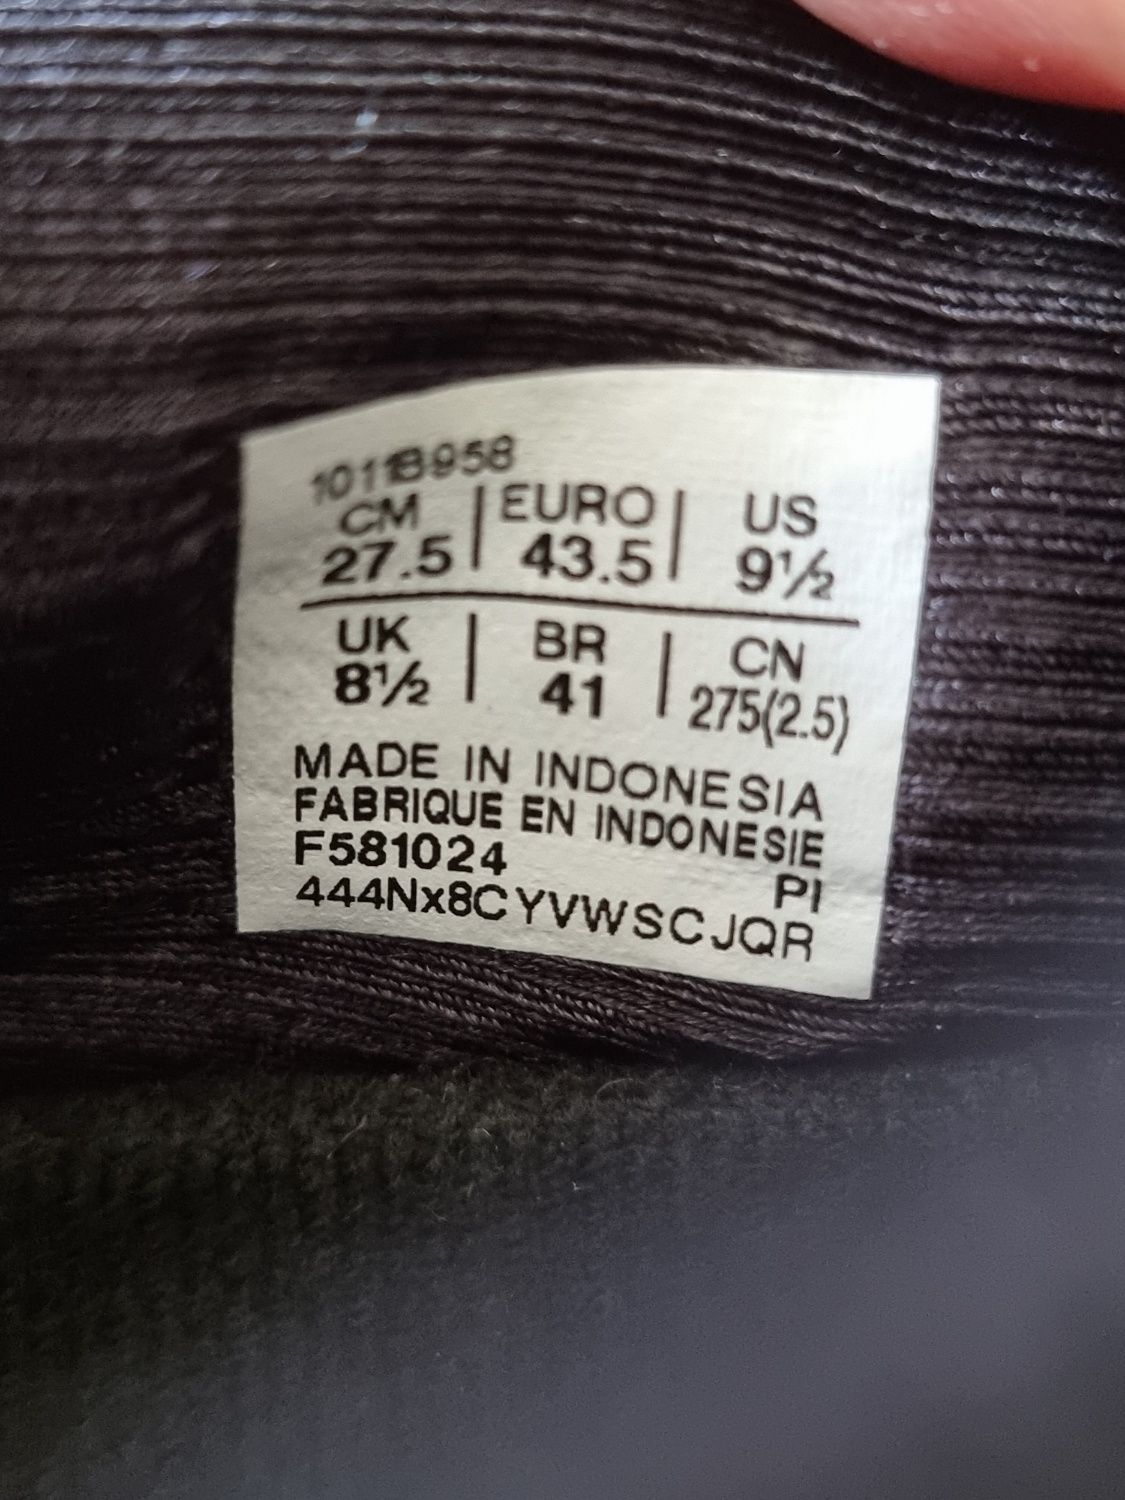 1011B958
CM | EURO | US
27.5 | 43.5 | 9½
UK | BR | CN
8½ | 41 | 275(2.5)
MADE IN INDONESIA
FABRIQUE EN INDONESIE
F581024 PI
444Nx8CYVWSCJQR